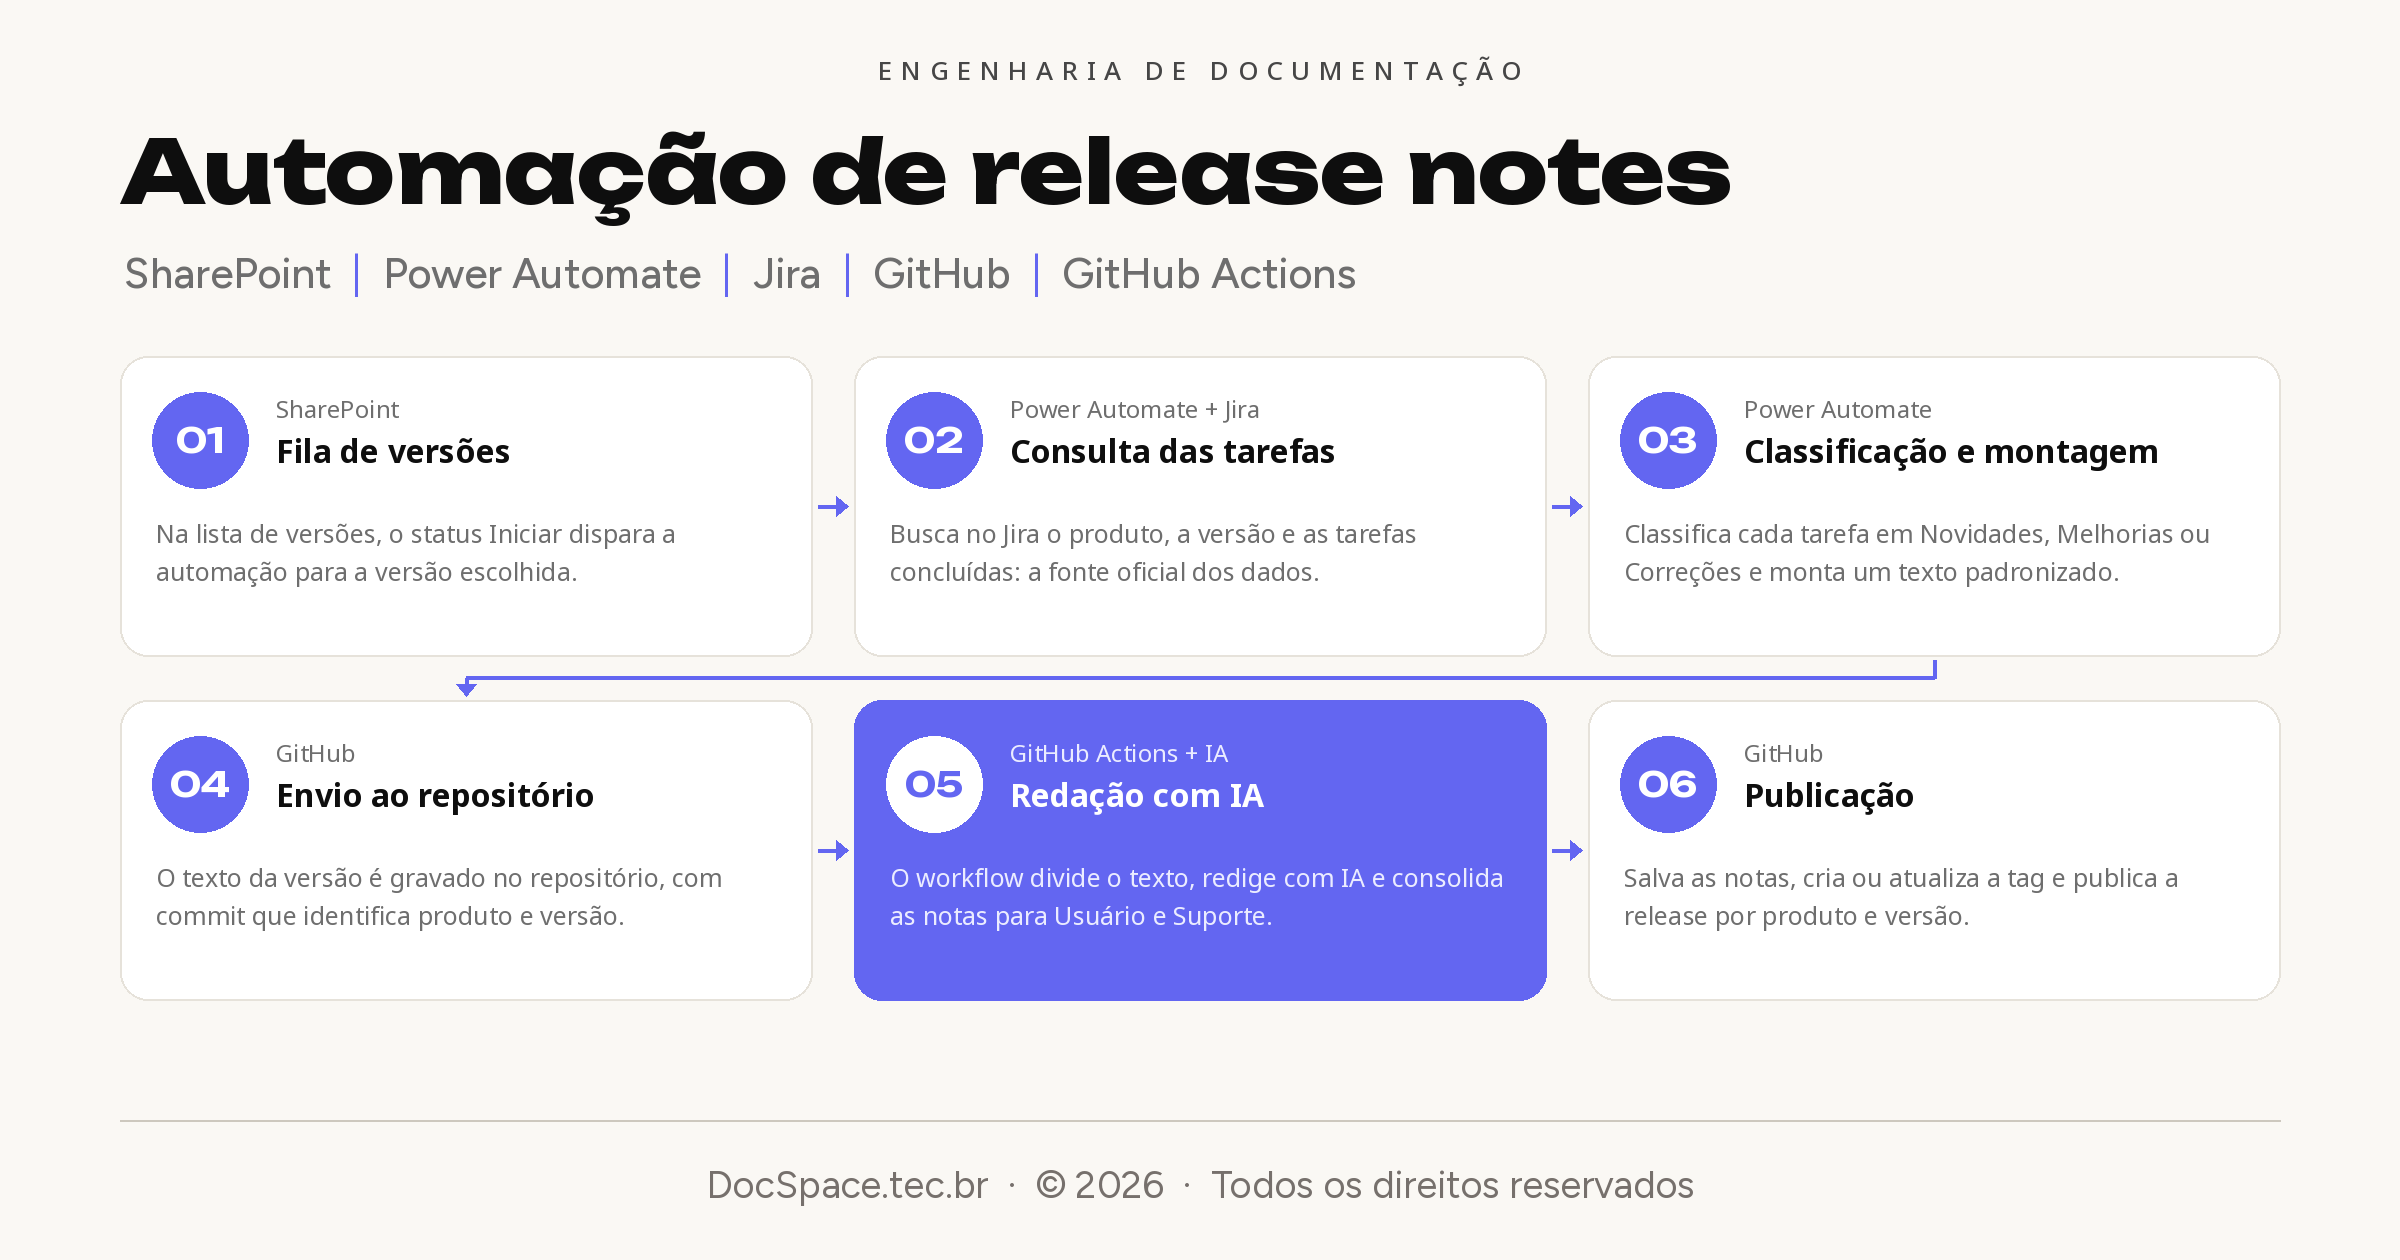 ENGENHARIA DE DOCUMENTAÇÃO
Automação de release notes
SharePoint | Power Automate | Jira | GitHub | GitHub Actions
01
SharePoint
Fila de versões
Na lista de versões, o status Iniciar dispara a
automação para a versão escolhida.
02
Power Automate + Jira
Consulta das tarefas
Busca no Jira o produto, a versão e as tarefas
concluídas: a fonte oficial dos dados.
03
Power Automate
Classificação e montagem
Classifica cada tarefa em Novidades, Melhorias ou
Correções e monta um texto padronizado.
04
GitHub
Envio ao repositório
O texto da versão é gravado no repositório, com
commit que identifica produto e versão.
05
GitHub Actions + IA
Redação com IA
O workflow divide o texto, redige com IA e consolida
as notas para Usuário e Suporte.
06
GitHub
Publicação
Salva as notas, cria ou atualiza a tag e publica a
release por produto e versão.
DocSpace.tec.br · © 2026 · Todos os direitos reservados